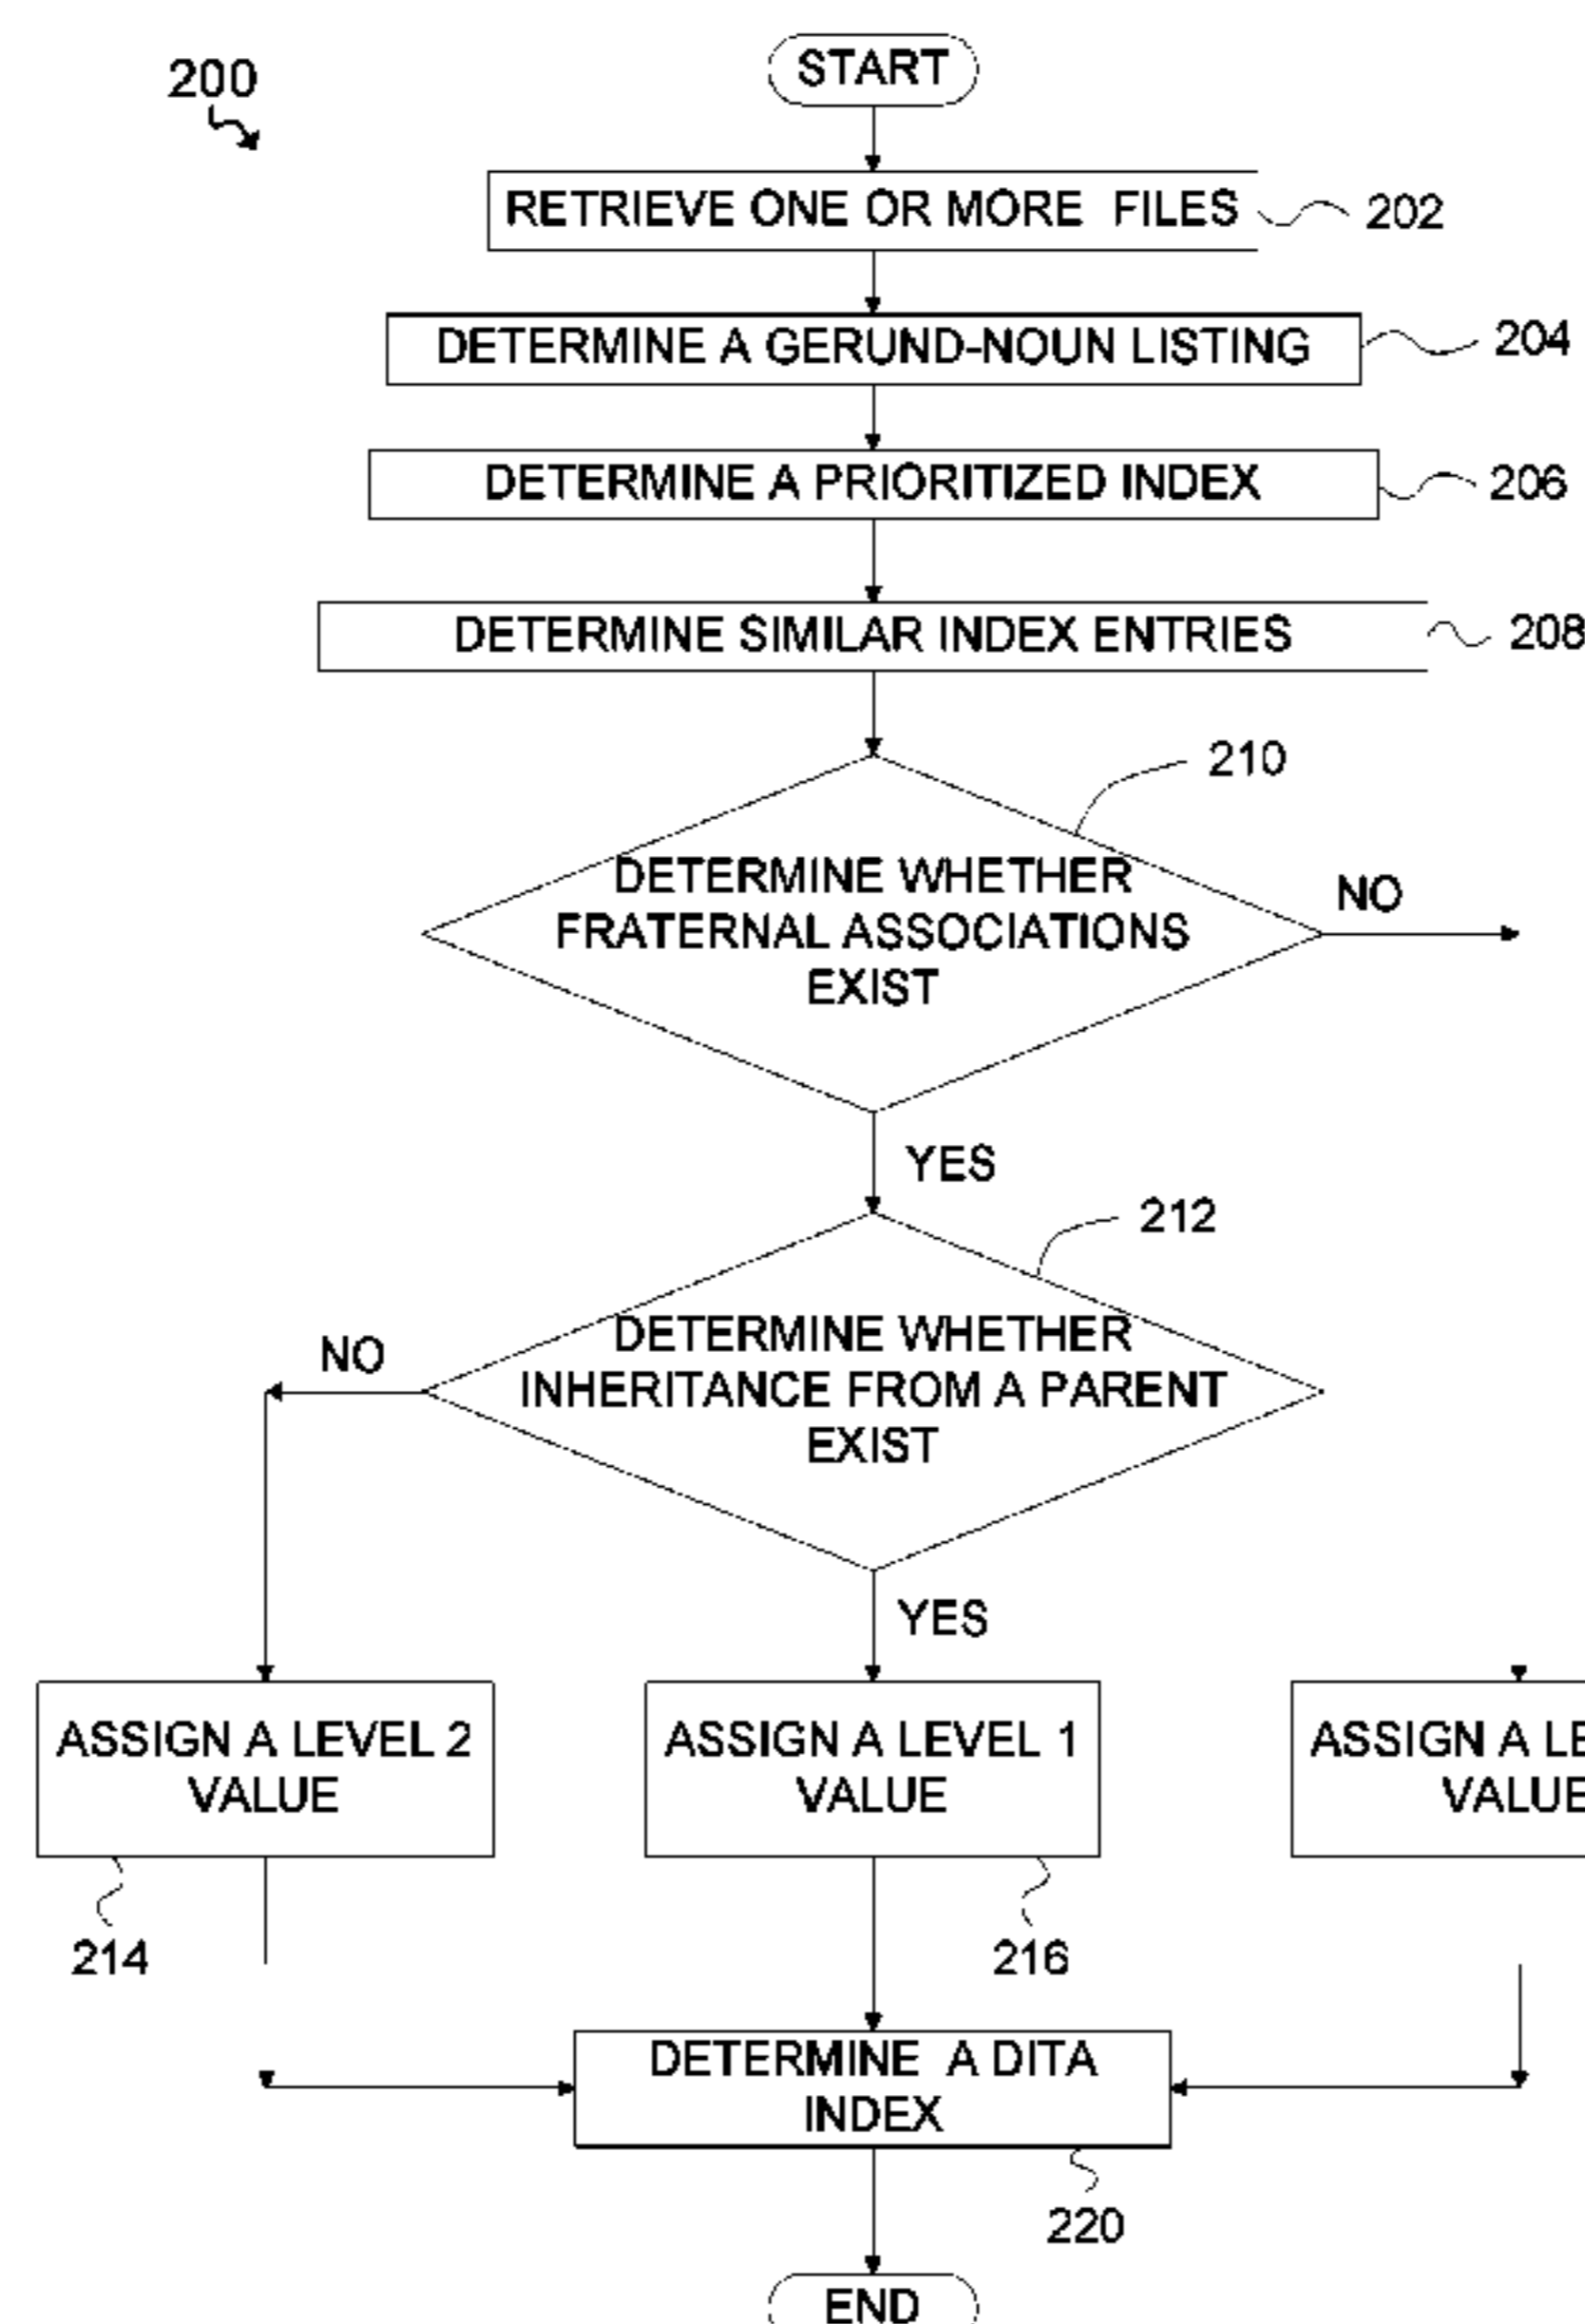 200
START
RETRIEVE ONE OR MORE FILES
202
DETERMINE A GERUND-NOUN LISTING
204
DETERMINE A PRIORITIZED INDEX
206
DETERMINE SIMILAR INDEX ENTRIES
208
210
DETERMINE WHETHER
FRATERNAL ASSOCIATIONS
EXIST
NO
YES
212
DETERMINE WHETHER
INHERITANCE FROM A PARENT
EXIST
NO
YES
ASSIGN A LEVEL 2
VALUE
ASSIGN A LEVEL 1
VALUE
ASSIGN A
VALUE
214
216
DETERMINE A DITA
INDEX
220
END